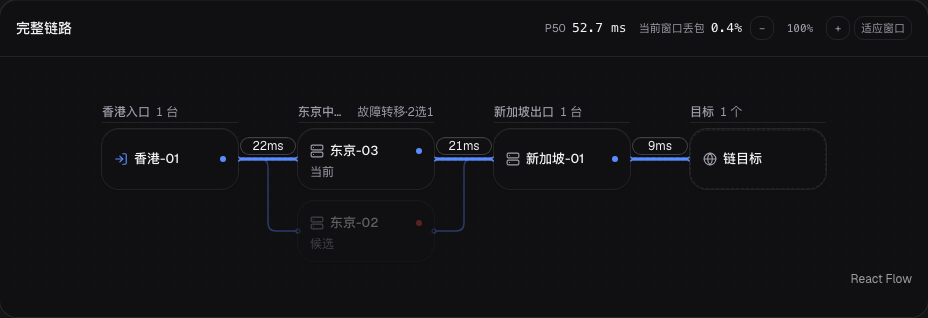 完整链路
P50 52.7 ms 当前窗口丢包 0.4% − 100% + 适应窗口
香港入口 1 台
东京中… 故障转移·2选1
新加坡出口 1 台
目标 1 个
香港-01
22ms
东京-03
当前
21ms
新加坡-01
9ms
链目标
东京-02
候选
React Flow